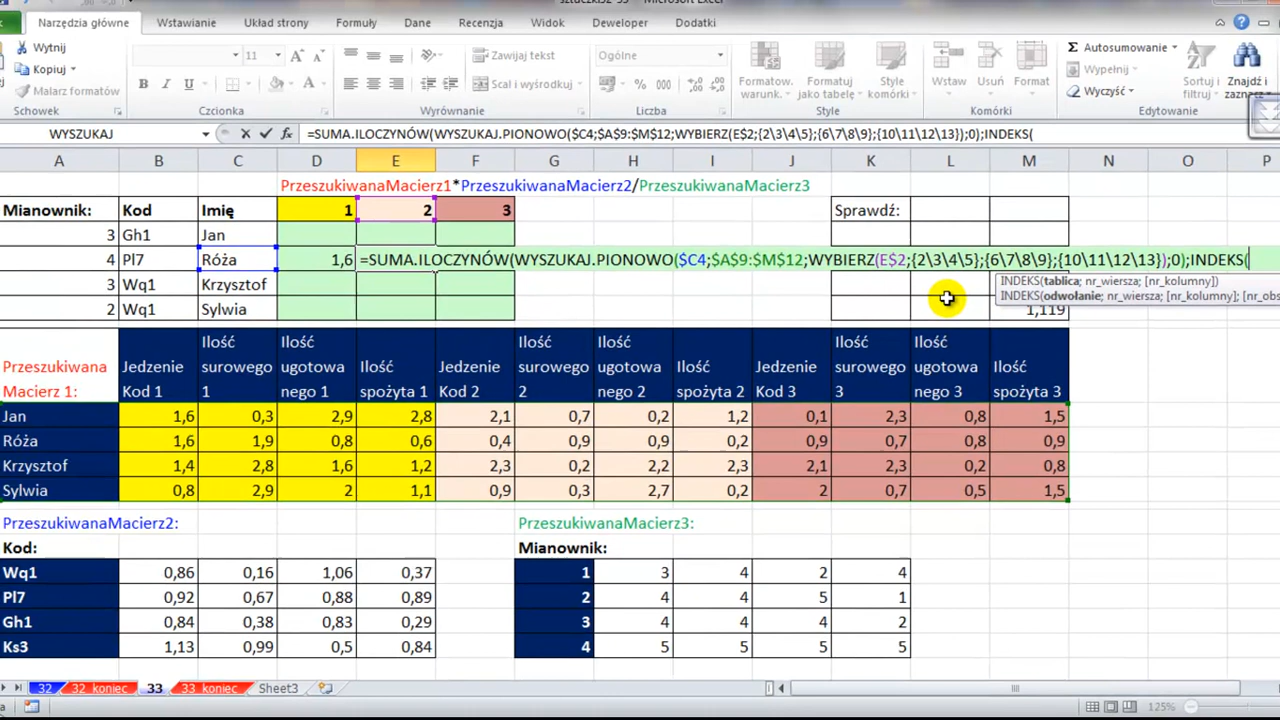 sztuczki32-33 - Microsoft Excel
Narzędzia główne Wstawianie Układ strony Formuły Dane Recenzja Widok Deweloper Dodatki
Wytnij
Kopiuj
Malarz formatów
Schowek
11
Czcionka
Zawijaj tekst
Scal i wyśrodkuj
Wyrównanie
Ogólne
Liczba
Formatow. warunk.
Formatuj jako tabelę
Style komórki
Style
Wstaw Usuń Format
Komórki
Autosumowanie
Wypełnij
Wyczyść
Sortuj i filtruj
Znajdź i zaznacz
Edytowanie
WYSZUKAJ =SUMA.ILOCZYNÓW(WYSZUKAJ.PIONOWO($C4;$A$9:$M$12;WYBIERZ(E$2;{2\3\4\5};{6\7\8\9};{10\11\12\13});0);INDEKS(
A B C D E F G H I J K L M N O P
PrzeszukiwanaMacierz1*PrzeszukiwanaMacierz2/PrzeszukiwanaMacierz3
Mianownik: Kod Imię 1 2 3 Sprawdź:
3 Gh1 Jan
4 Pl7 Róża 1,6 =SUMA.ILOCZYNÓW(WYSZUKAJ.PIONOWO($C4;$A$9:$M$12;WYBIERZ(E$2;{2\3\4\5};{6\7\8\9};{10\11\12\13});0);INDEKS(
INDEKS(tablica; nr_wiersza; [nr_kolumny])
3 Wq1 Krzysztof
INDEKS(odwołanie; nr_wiersza; [nr_kolumny];
2 Wq1 Sylwia 1,119
Przeszukiwana Macierz 1: Jedzenie Kod 1 Ilość surowego 1 Ilość ugotowa nego 1 Ilość spożyta 1 Jedzenie Kod 2 Ilość surowego 2 Ilość ugotowa nego 2 Ilość spożyta 2 Jedzenie Kod 3 Ilość surowego 3 Ilość ugotowa nego 3 Ilość spożyta 3
Jan 1,6 0,3 2,9 2,8 2,1 0,7 0,2 1,2 0,1 2,3 0,8 1,5
Róża 1,6 1,9 0,8 0,6 0,4 0,9 0,9 0,2 0,9 0,7 0,8 0,9
Krzysztof 1,4 2,8 1,6 1,2 2,3 0,2 2,2 2,3 2,1 2,3 0,2 0,8
Sylwia 0,8 2,9 2 1,1 0,9 0,3 2,7 0,2 2 0,7 0,5 1,5
PrzeszukiwanaMacierz2: PrzeszukiwanaMacierz3:
Kod: Mianownik:
Wq1 0,86 0,16 1,06 0,37 1 3 4 2 4
Pl7 0,92 0,67 0,88 0,89 2 4 4 5 1
Gh1 0,84 0,38 0,83 0,29 3 4 4 4 2
Ks3 1,13 0,99 0,5 0,84 4 5 5 5 5
32 32_koniec 33 33_koniec Sheet3
125%